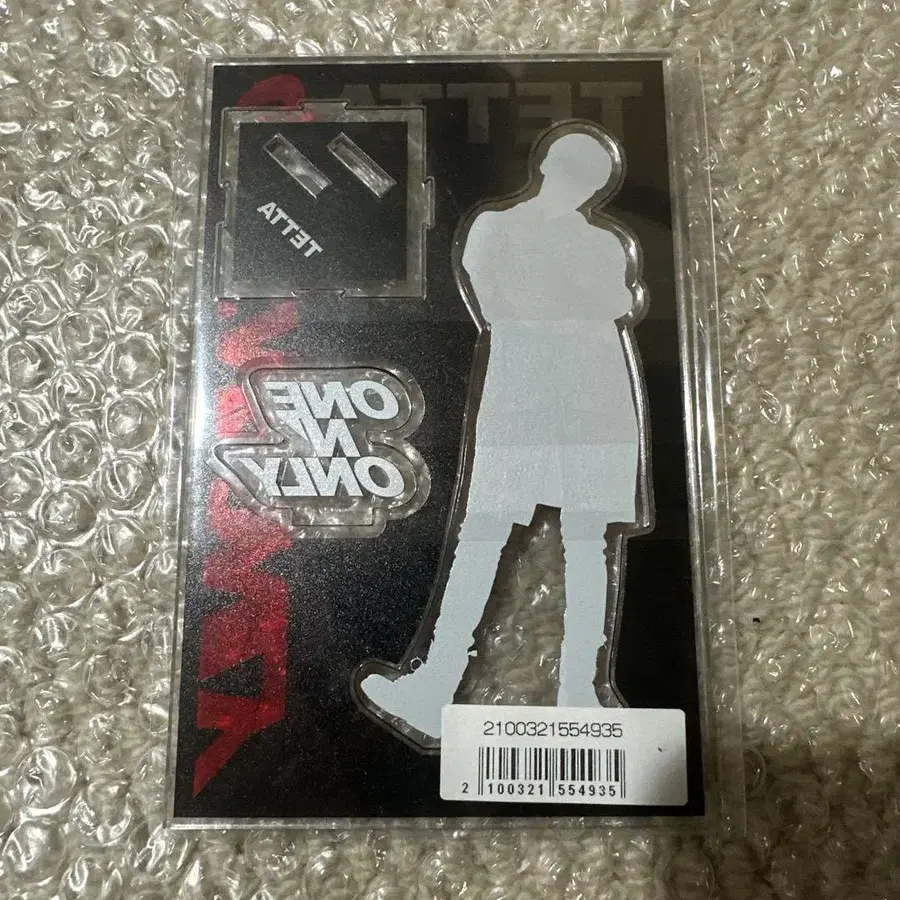 TETTA
TETTA
ONE
N'
ONLY
2100321554935
2 100321 554935